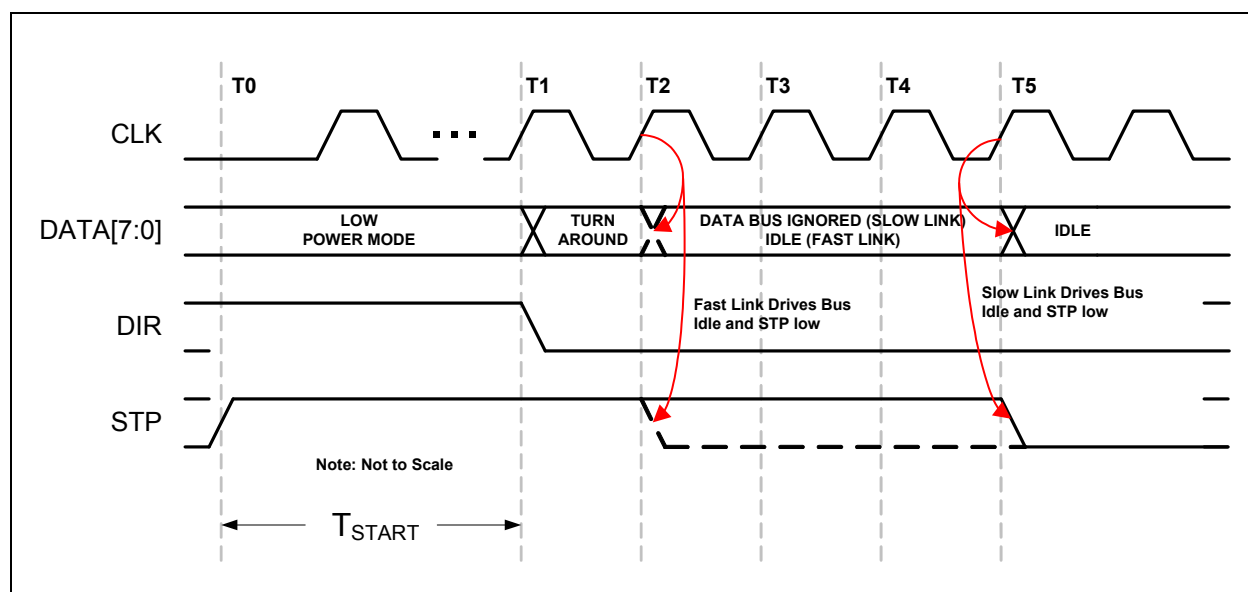 T0
T1
T2
T3
T4
T5
CLK
DATA[7:0]
LOW
POWER MODE
TURN
AROUND
DATA BUS IGNORED (SLOW LINK)
IDLE (FAST LINK)
IDLE
DIR
Fast Link Drives Bus
Idle and STP low
Slow Link Drives Bus
Idle and STP low
STP
Note: Not to Scale
TSTART